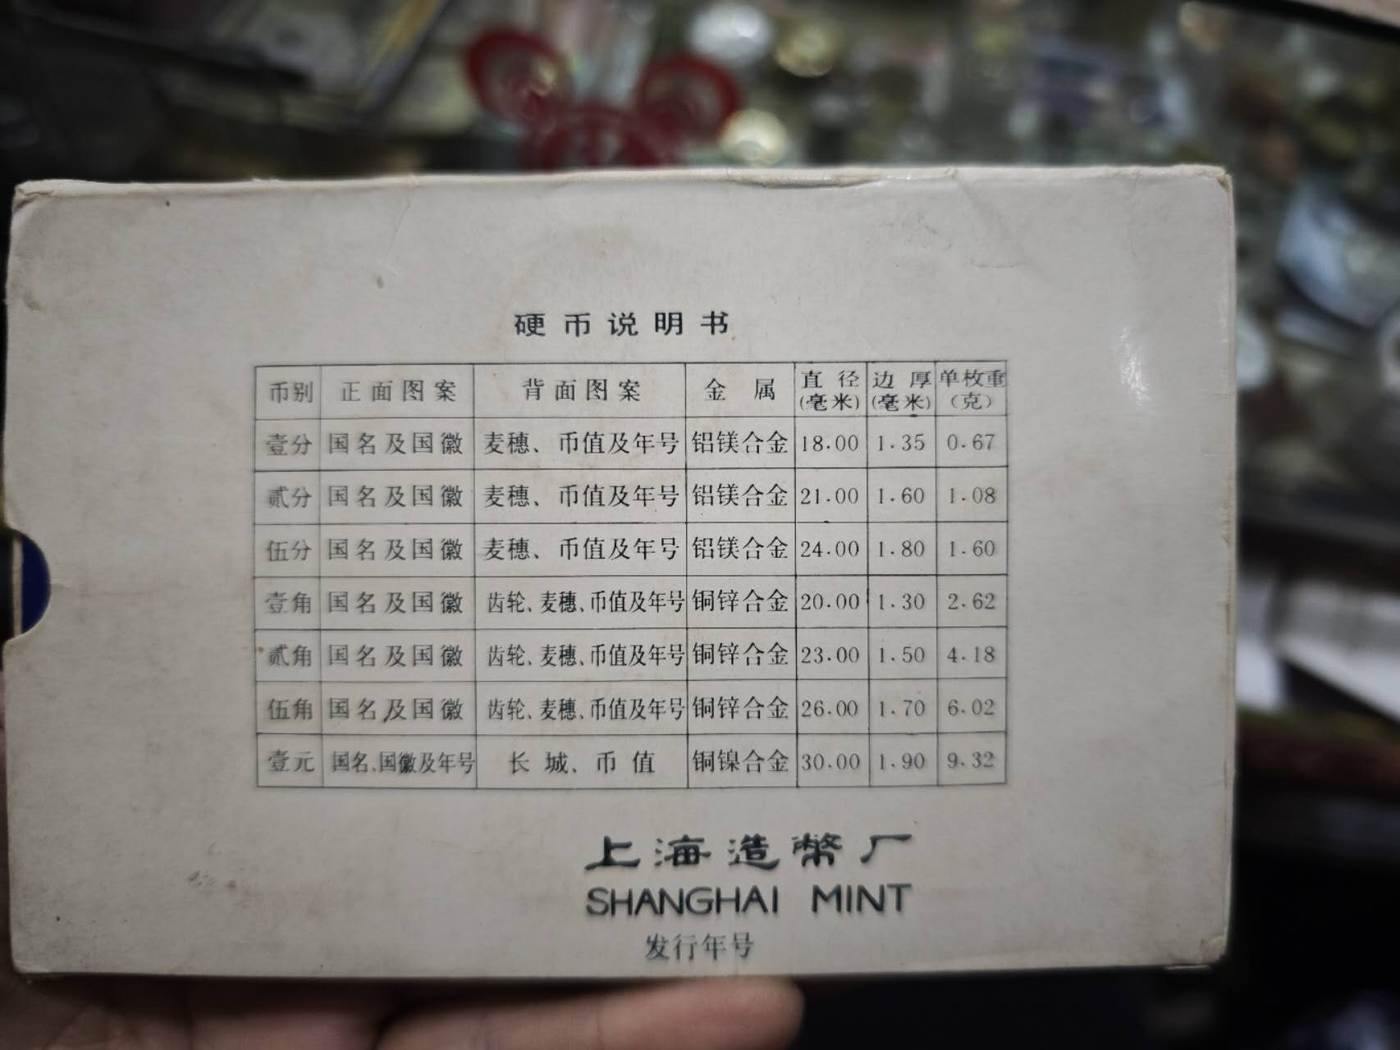 硬币说明书
币别 正面图案 背面图案 金属 直径(毫米) 边厚(毫米) 单枚重(克)
壹分 国名及国徽 麦穗、币值及年号 铝镁合金 18.00 1.35 0.67
贰分 国名及国徽 麦穗、币值及年号 铝镁合金 21.00 1.60 1.08
伍分 国名及国徽 麦穗、币值及年号 铝镁合金 24.00 1.80 1.60
壹角 国名及国徽 齿轮、麦穗、币值及年号 铜锌合金 20.00 1.30 2.62
贰角 国名及国徽 齿轮、麦穗、币值及年号 铜锌合金 23.00 1.50 4.18
伍角 国名及国徽 齿轮、麦穗、币值及年号 铜锌合金 26.00 1.70 6.02
壹元 国名、国徽及年号 长城、币值 铜镍合金 30.00 1.90 9.32
上海造幣厂
SHANGHAI MINT
发行年号